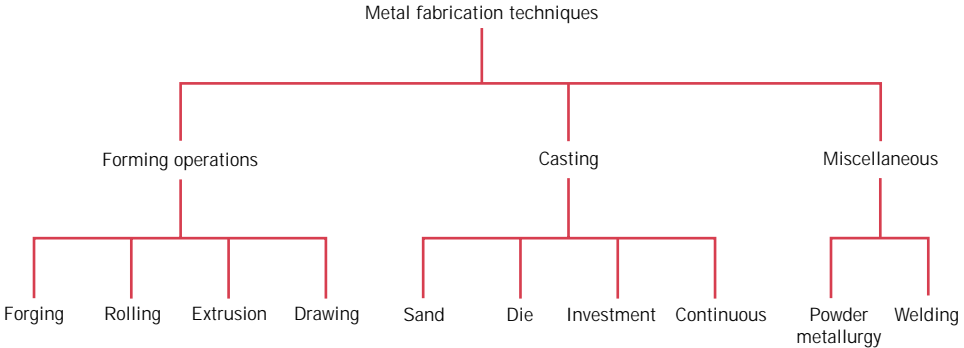 Metal fabrication techniques
Forming operations
Casting
Miscellaneous
Forging
Rolling
Extrusion
Drawing
Sand
Die
Investment
Continuous
Powder
metallurgy
Welding